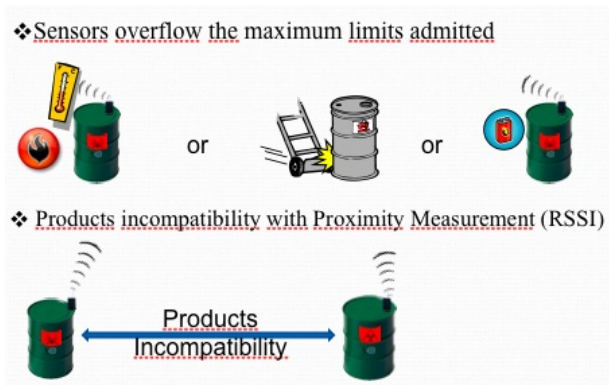 ❖Sensors overflow the maximum limits admitted
or
or
❖ Products incompatibility with Proximity Measurement (RSSI)
Products
Incompatibility